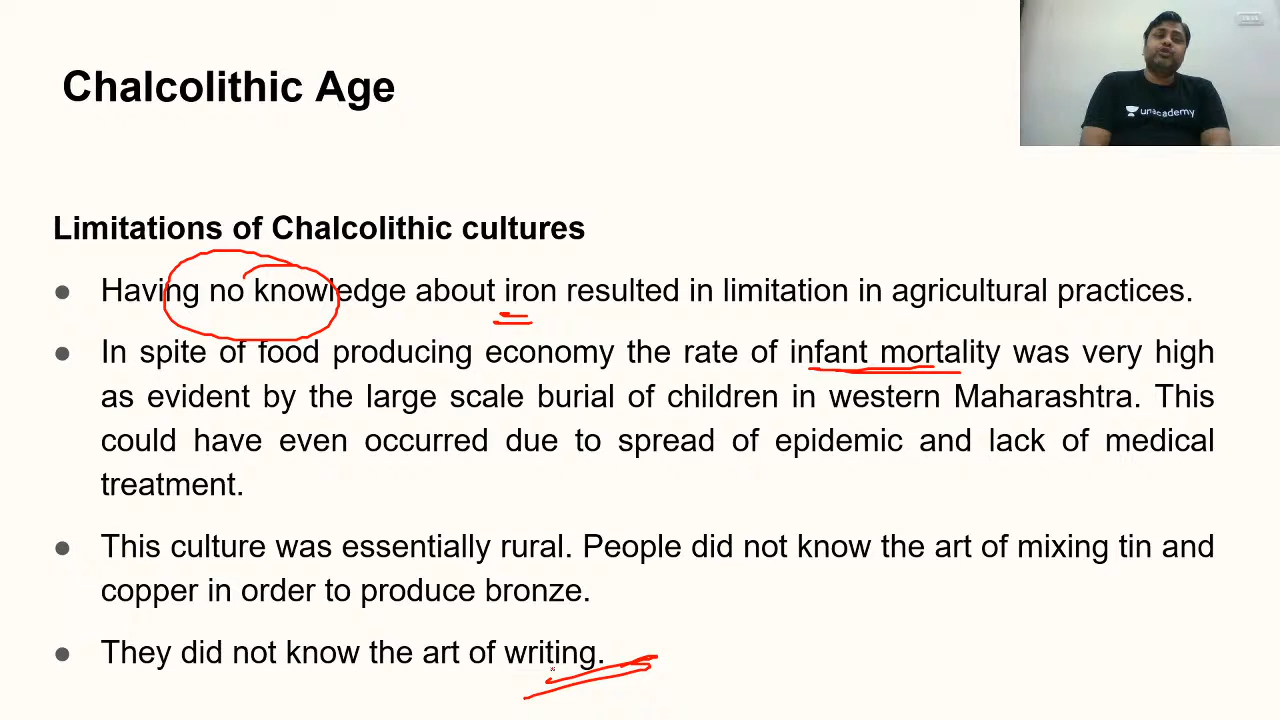 Chalcolithic Age
unacademy
Limitations of Chalcolithic cultures
● Having no knowledge about iron resulted in limitation in agricultural practices.
● In spite of food producing economy the rate of infant mortality was very high
as evident by the large scale burial of children in western Maharashtra. This
could have even occurred due to spread of epidemic and lack of medical
treatment.
● This culture was essentially rural. People did not know the art of mixing tin and
copper in order to produce bronze.
● They did not know the art of writing.